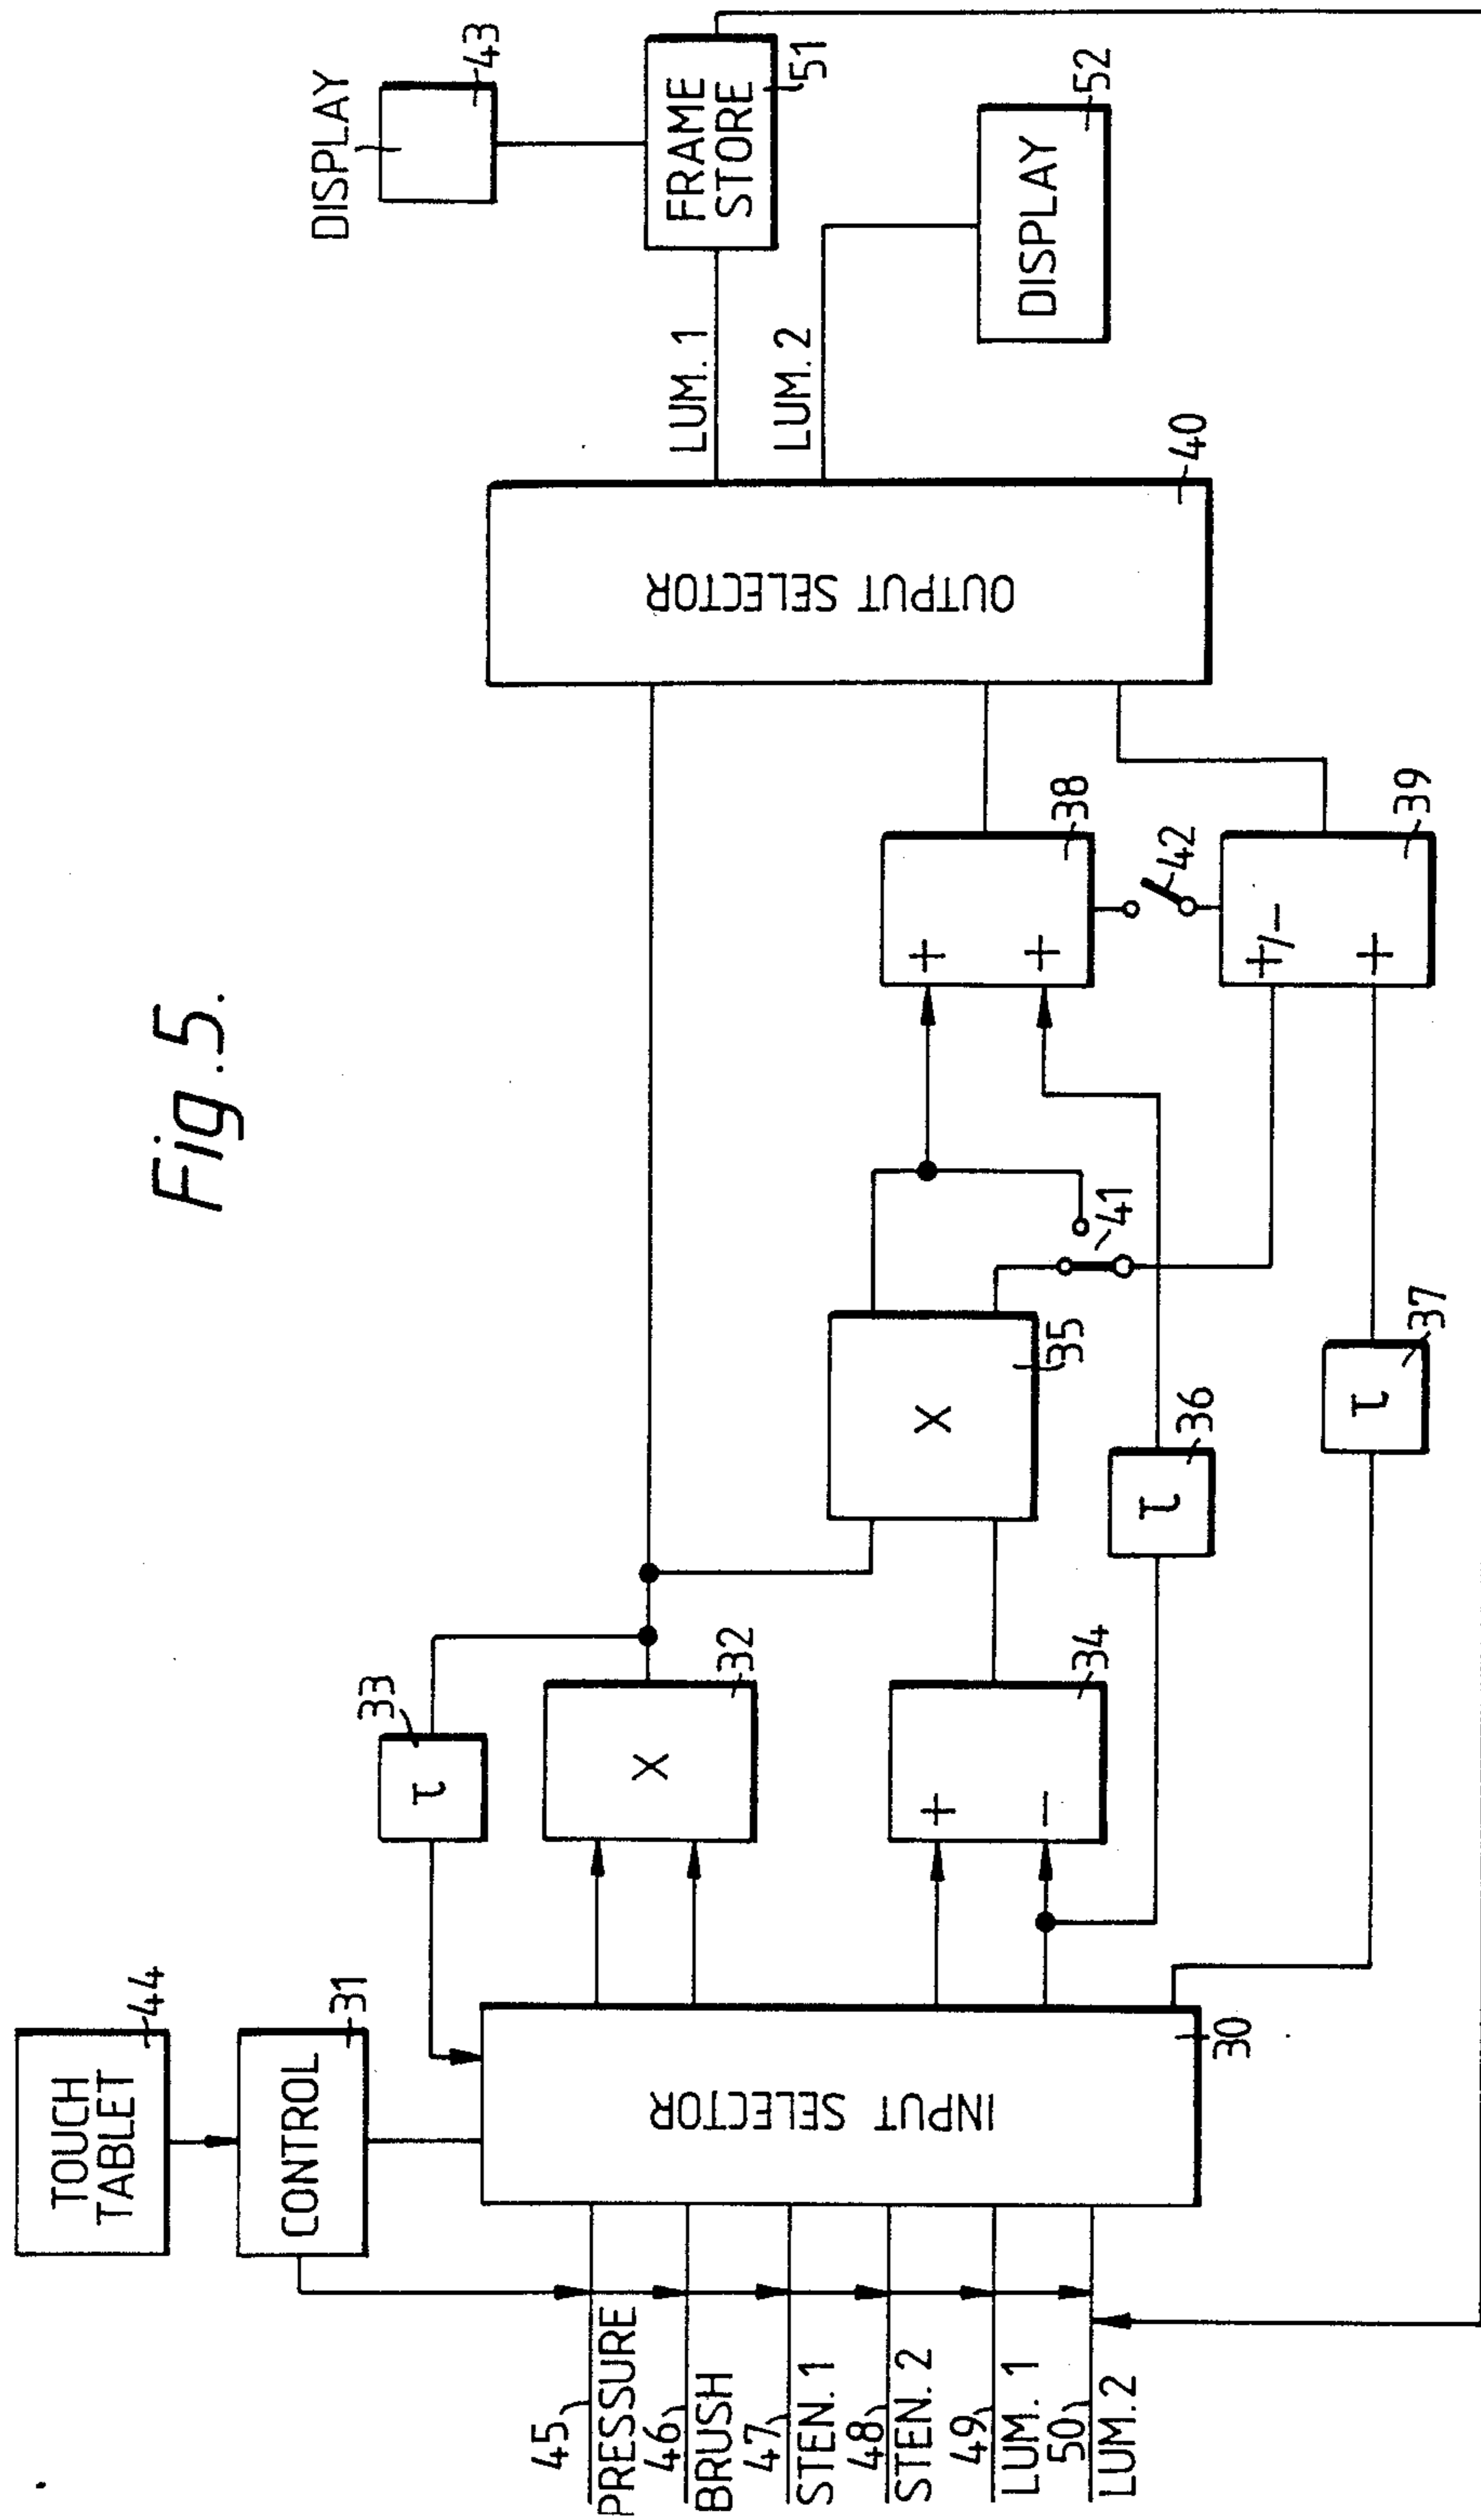 Fig. 5.
TOUCH
TABLET
44
CONTROL
31
33
τ
DISPLAY
43
45
PRESSURE
46
BRUSH
47
STEN. 1
48
STEN. 2
49
LUM. 1
50
LUM. 2
INPUT SELECTOR
30
X
32
+
−
34
X
35
τ
36
τ
37
41
+
+
38
42
+/−
+
39
OUTPUT SELECTOR
40
LUM. 1
LUM. 2
FRAME
STORE
51
DISPLAY
52